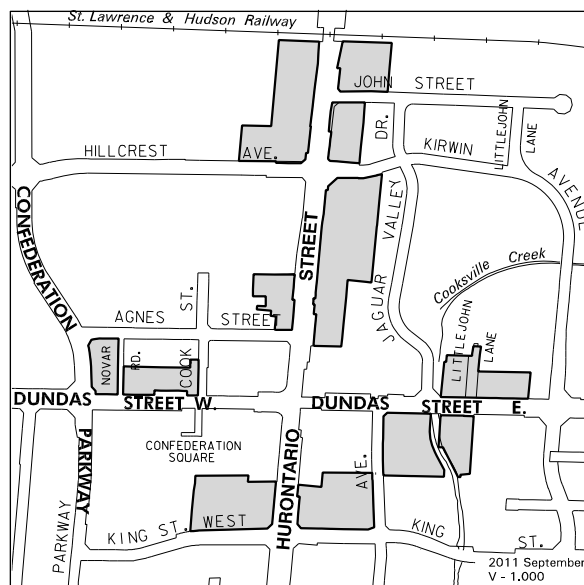 St. Lawrence & Hudson Railway
JOHN STREET
LITTLEJOHN LANE
DR.
HILLCREST AVE.
KIRWIN AVENUE
CONFEDERATION
STREET
JAGUAR VALLEY
Cooksville Creek
AGNES STREET
COOK ST.
NOVAR RD.
LITTLEJOHN LANE
DUNDAS STREET W.
DUNDAS STREET E.
CONFEDERATION
SQUARE
PARKWAY
HURONTARIO
AVE.
PARKWAY
KING ST. WEST
KING ST.
2011 September
V - 1.000